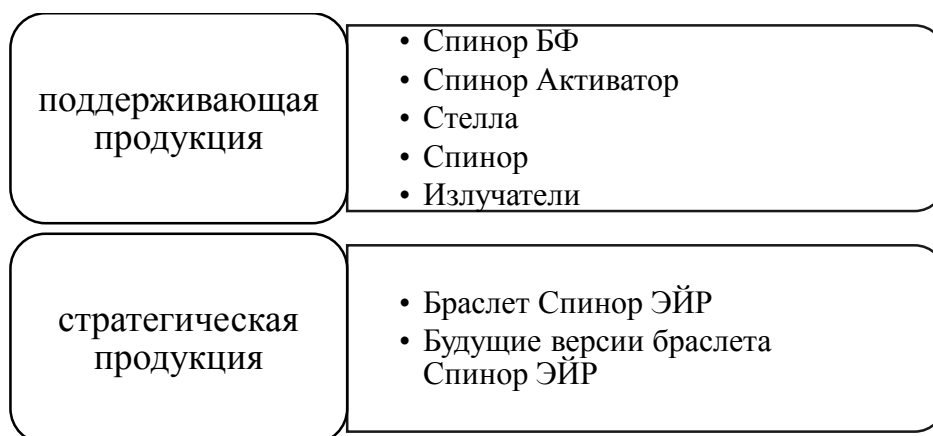 поддерживающая
продукция
• Спинор БФ
• Спинор Активатор
• Стелла
• Спинор
• Излучатели
стратегическая
продукция
• Браслет Спинор ЭЙР
• Будущие версии браслета
Спинор ЭЙР